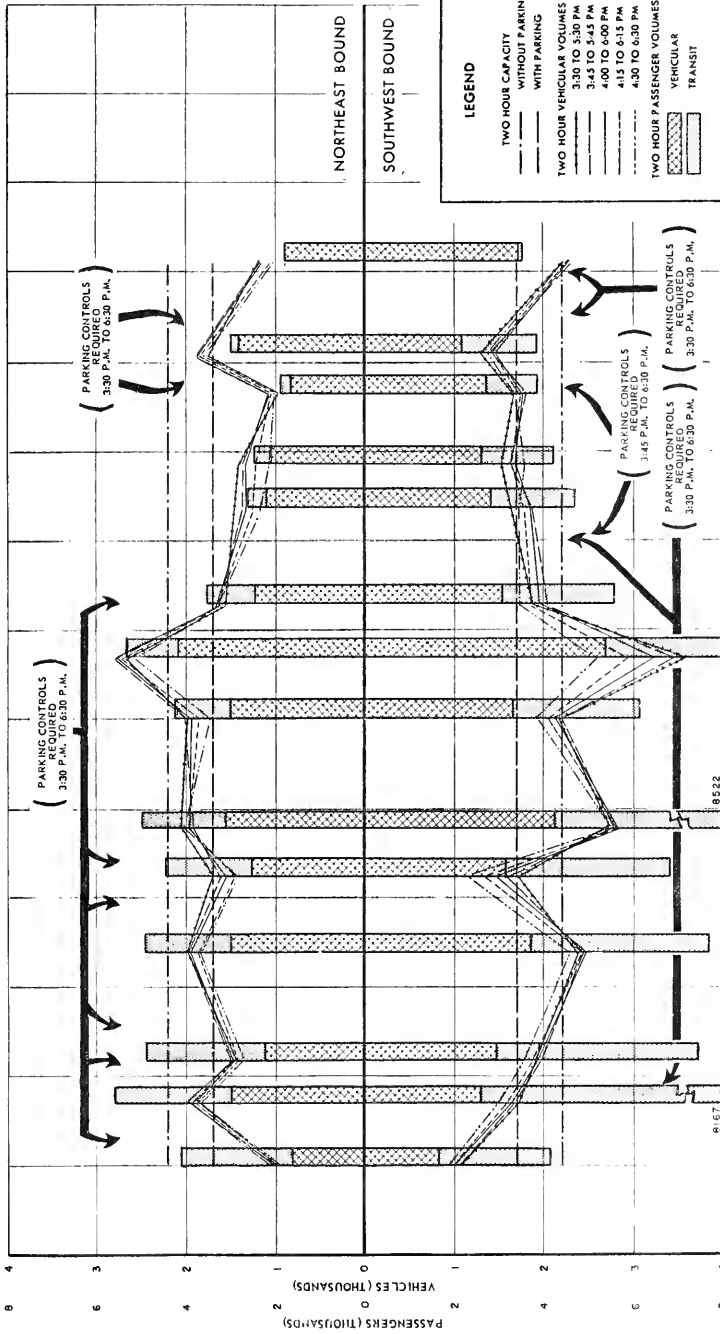 NORTHEAST BOUND
SOUTHWEST BOUND
LEGEND
TWO HOUR CAPACITY
WITHOUT PARKIN
WITH PARKING
TWO HOUR VEHICULAR VOLUMES
3:30 TO 5:30 PM
3:45 TO 5:45 PM
4:00 TO 6:00 PM
4:15 TO 6:15 PM
4:30 TO 6:30 PM
TWO HOUR PASSENGER VOLUMES
VEHICULAR
TRANSIT
( PARKING CONTROLS
REQUIRED
3:30 P.M. TO 6:30 P.M. )
( PARKING CONTROLS
REQUIRED
3:30 P.M. TO 6:30 P.M. )
( PARKING CONTROLS
REQUIRED
3:45 P.M. TO 6:30 P.M. )
( PARKING CONTROLS
REQUIRED
3:30 P.M. TO 6:30 P.M. )
( PARKING CONTROLS
REQUIRED
3:30 P.M. TO 6:30 P.M. )
8167
8522
VEHICLES (THOUSANDS)
4
3
2
1
0
1
2
3
PASSENGERS (THOUSANDS)
8
6
4
2
0
2
4
6